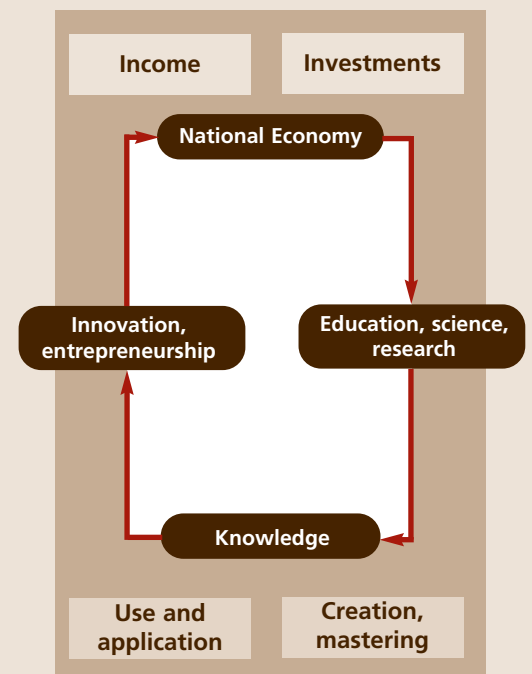 Income
Investments
National Economy
Innovation,
entrepreneurship
Education, science,
research
Knowledge
Use and
application
Creation,
mastering